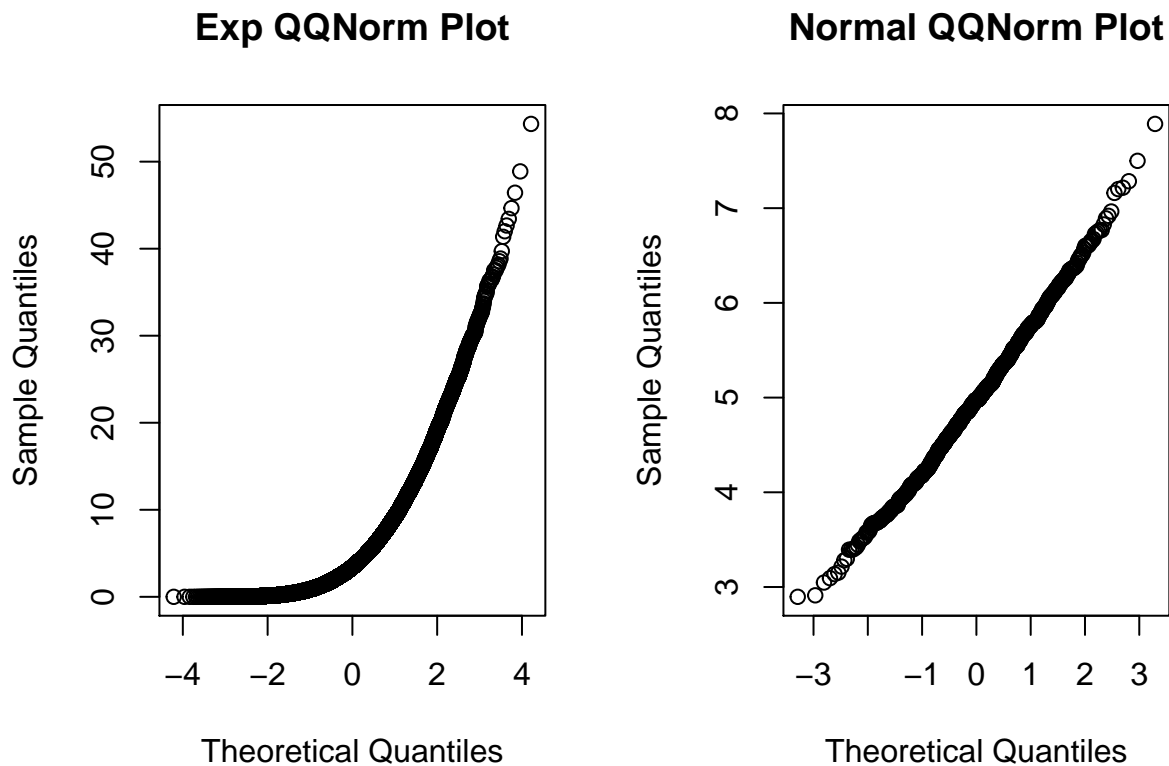 Exp QQNorm Plot
Sample Quantiles
50
40
30
20
10
0
−4 −2 0 2 4
Theoretical Quantiles
Normal QQNorm Plot
Sample Quantiles
8
7
6
5
4
3
−3 −1 0 1 2 3
Theoretical Quantiles